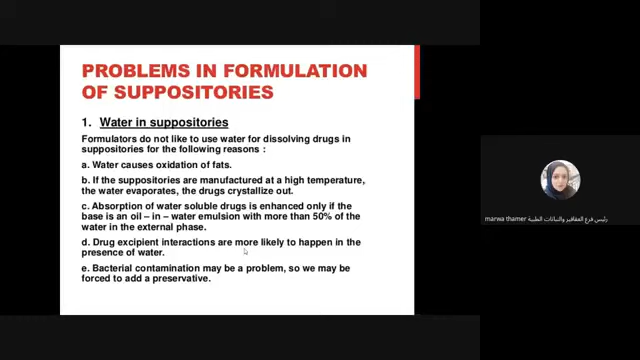 PROBLEMS IN FORMULATION
OF SUPPOSITORIES
1. Water in suppositories
Formulators do not like to use water for dissolving drugs in
suppositories for the following reasons :
a. Water causes oxidation of fats.
b. If the suppositories are manufactured at a high temperature,
the water evaporates, the drugs crystallize out.
c. Absorption of water soluble drugs is enhanced only if the
base is an oil – in – water emulsion with more than 50% of the
water in the external phase.
d. Drug excipient interactions are more likely to happen in the
presence of water.
e. Bacterial contamination may be a problem, so we may be
forced to add a preservative.
marwa thamer رئيس فرع العقاقير والنباتات الطبية